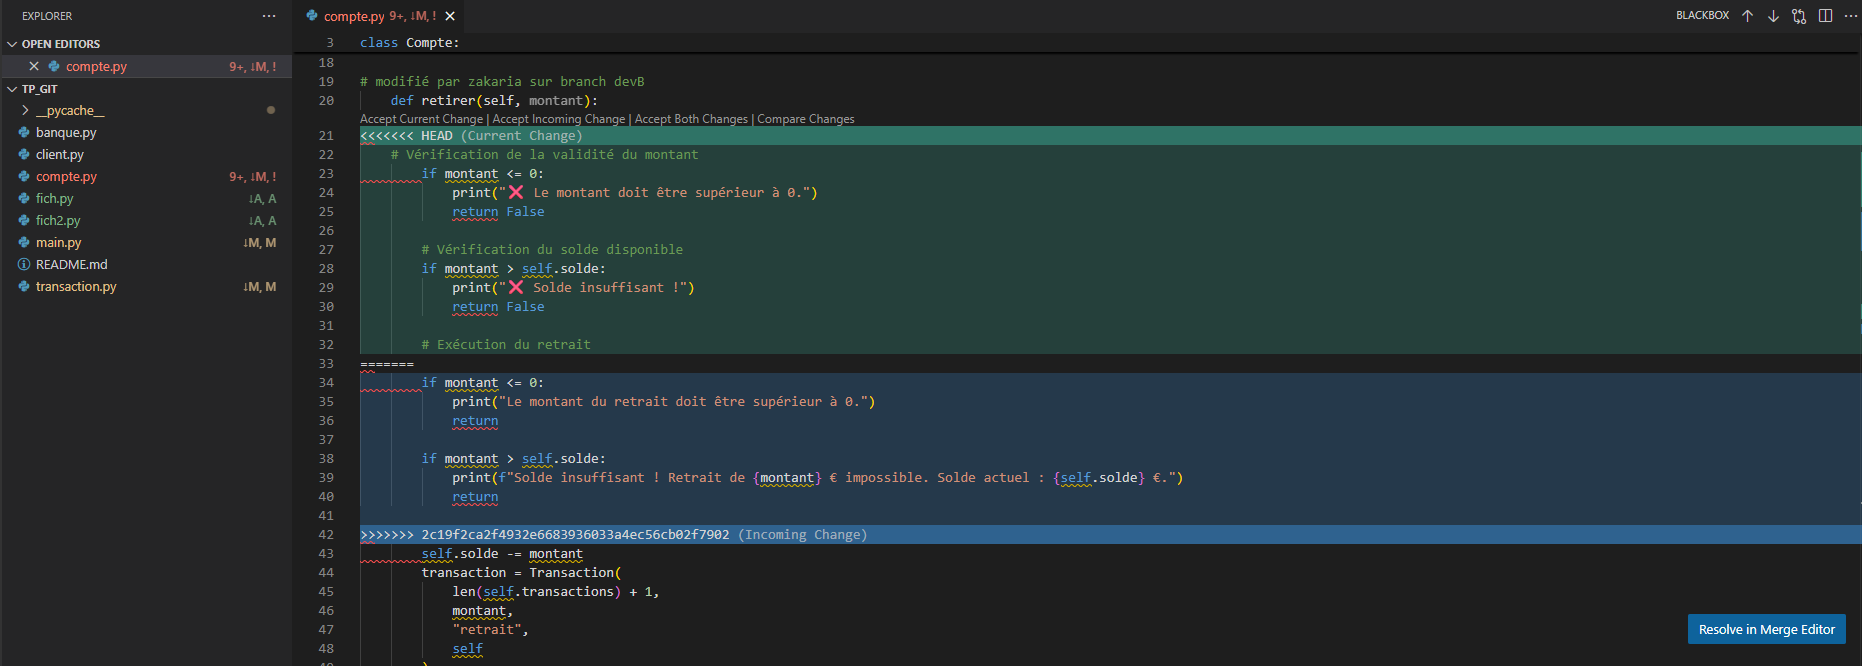 EXPLORER
OPEN EDITORS
compte.py 9+, ↓M, !
TP_GIT
__pycache__
banque.py
client.py
compte.py 9+, ↓M, !
fich.py ↓A, A
fich2.py ↓A, A
main.py ↓M, M
README.md
transaction.py ↓M, M
compte.py 9+, ↓M, !
BLACKBOX
3 class Compte:
18
19 # modifié par zakaria sur branch devB
20 def retirer(self, montant):
Accept Current Change | Accept Incoming Change | Accept Both Changes | Compare Changes
21 <<<<<<< HEAD (Current Change)
22 # Vérification de la validité du montant
23 if montant <= 0:
24 print("❌ Le montant doit être supérieur à 0.")
25 return False
26
27 # Vérification du solde disponible
28 if montant > self.solde:
29 print("❌ Solde insuffisant !")
30 return False
31
32 # Exécution du retrait
33 =======
34 if montant <= 0:
35 print("Le montant du retrait doit être supérieur à 0.")
36 return
37
38 if montant > self.solde:
39 print(f"Solde insuffisant ! Retrait de {montant} € impossible. Solde actuel : {self.solde} €.")
40 return
41
42 >>>>>>> 2c19f2ca2f4932e6683936033a4ec56cb02f7902 (Incoming Change)
43 self.solde -= montant
44 transaction = Transaction(
45 len(self.transactions) + 1,
46 montant,
47 "retrait",
48 self
Resolve in Merge Editor